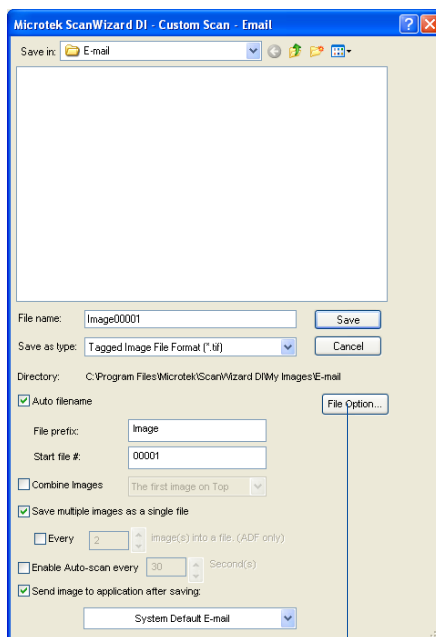 Microtek ScanWizard DI - Custom Scan - Email
Save in: E-mail
File name: Image00001 Save
Save as type: Tagged Image File Format (*.tif) Cancel
Directory: C:\Program Files\Microtek\ScanWizard DI\My Images\E-mail
Auto filename File Option...
File prefix: Image
Start file #: 00001
Combine Images The first image on Top
Save multiple images as a single file
Every 2 image(s) into a file. (ADF only)
Enable Auto-scan every 30 Second(s)
Send image to application after saving:
System Default E-mail